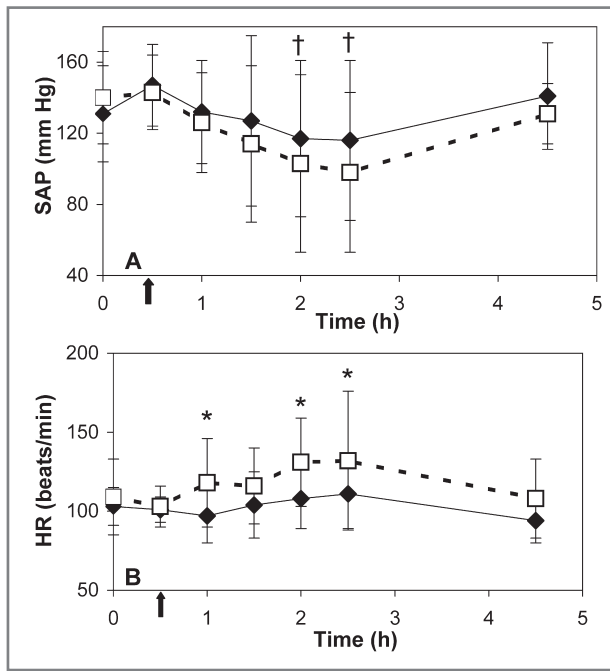 † †
160
120
80
40
SAP (mm Hg)
A
0 1 2 3 4 5
Time (h)
200
150
100
50
HR (beats/min)
* * *
B
0 1 2 3 4 5
Time (h)